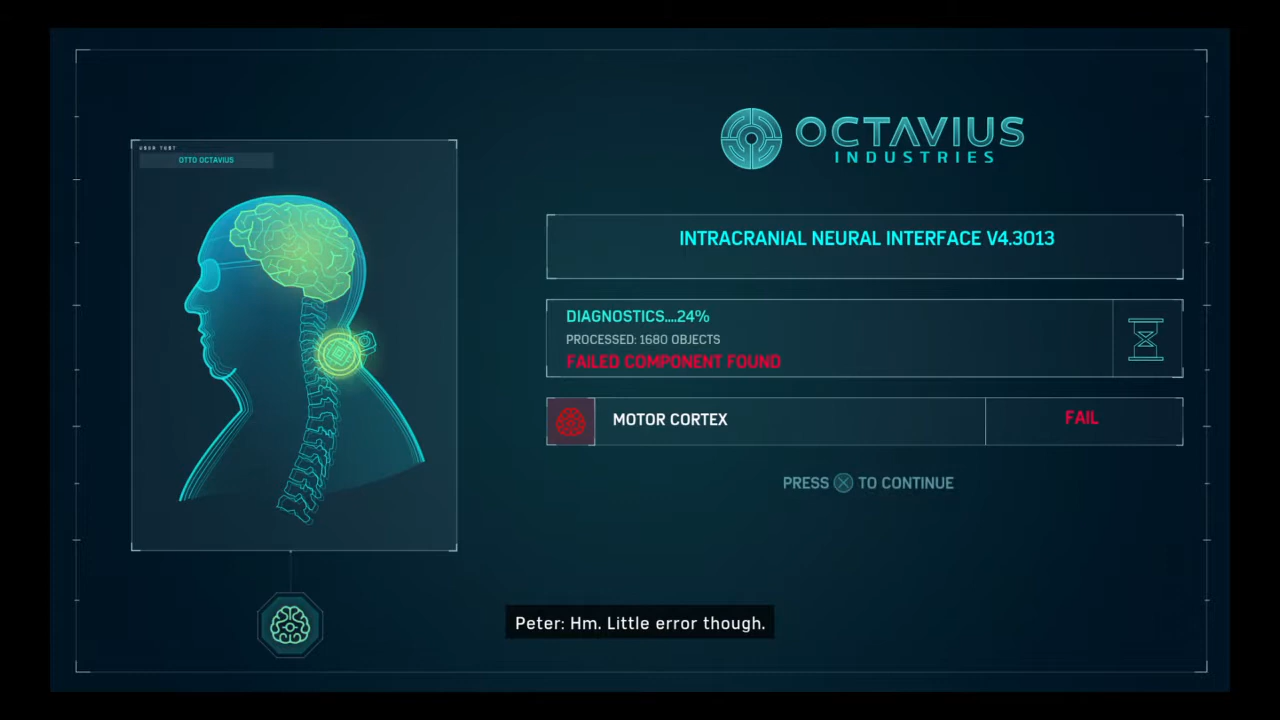 OTTO OCTAVIUS
OCTAVIUS
INDUSTRIES
INTRACRANIAL NEURAL INTERFACE V4.3013
DIAGNOSTICS....24%
PROCESSED: 1680 OBJECTS
FAILED COMPONENT FOUND
MOTOR CORTEX
FAIL
PRESS TO CONTINUE
Peter: Hm. Little error though.